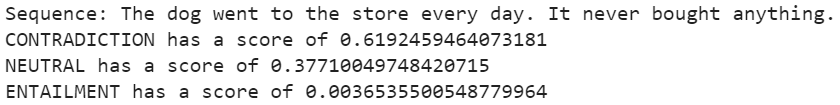 Sequence: The dog went to the store every day. It never bought anything.
CONTRADICTION has a score of 0.6192459464073181
NEUTRAL has a score of 0.37710049748420715
ENTAILMENT has a score of 0.0036535500548779964